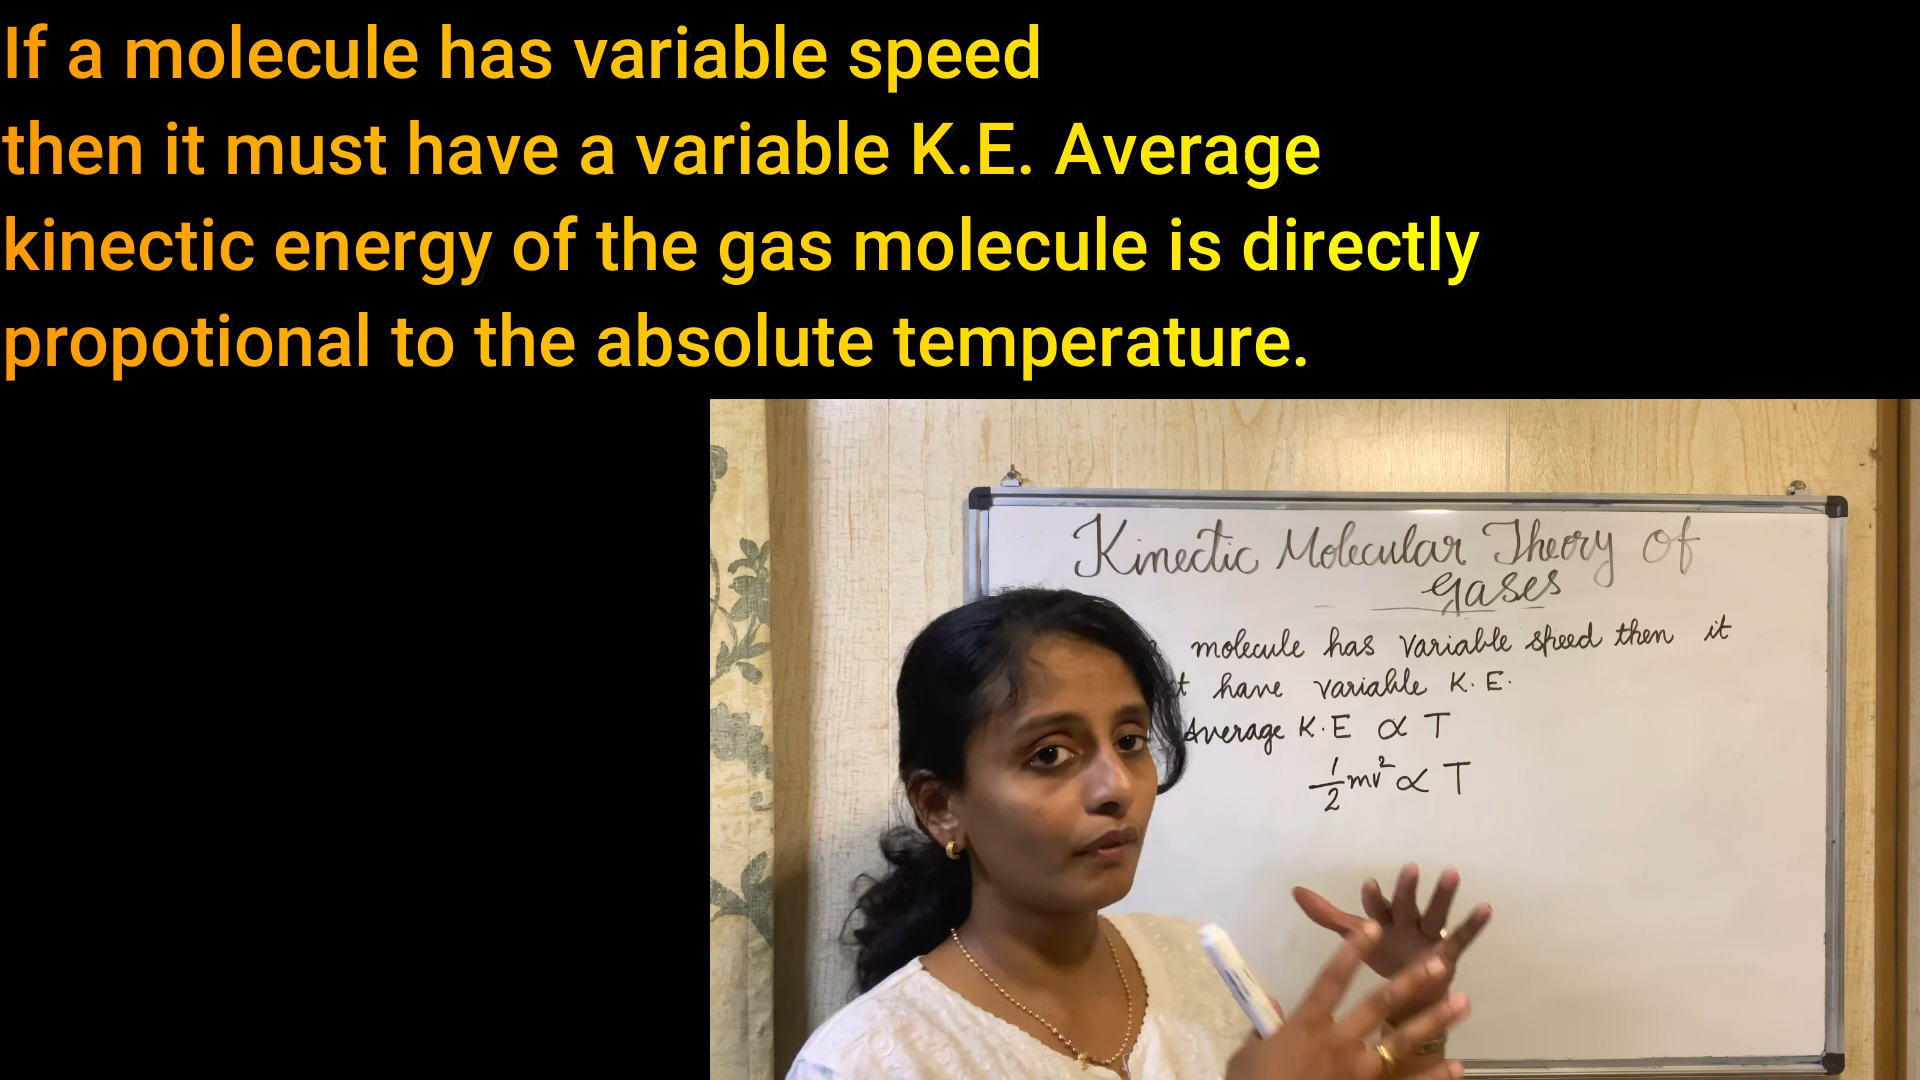 If a molecule has variable speed
then it must have a variable K.E. Average
kinectic energy of the gas molecule is directly
propotional to the absolute temperature.
Kinectic Molecular Theory of
gases
molecule has variable speed then it
have variable K.E.
Average K.E ∝ T
1/2 mv² ∝ T